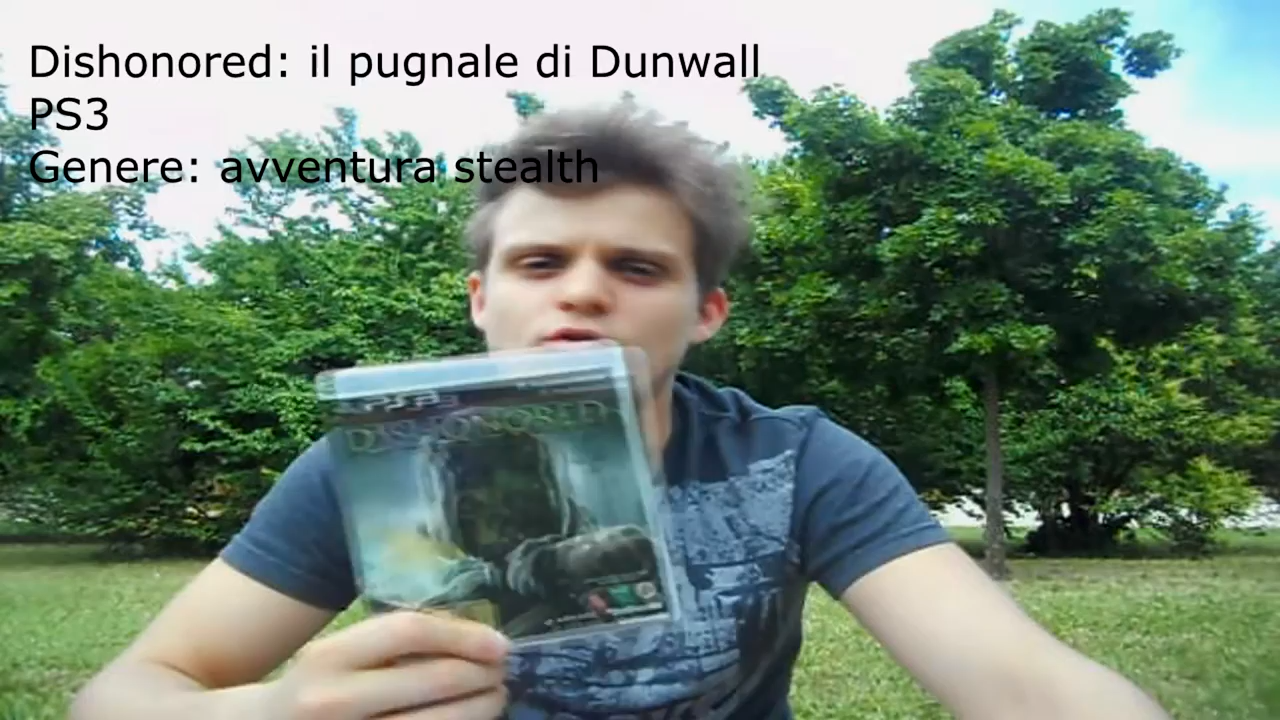 Dishonored: il pugnale di Dunwall
PS3
Genere: avventura stealth
PS3
DISHONORED